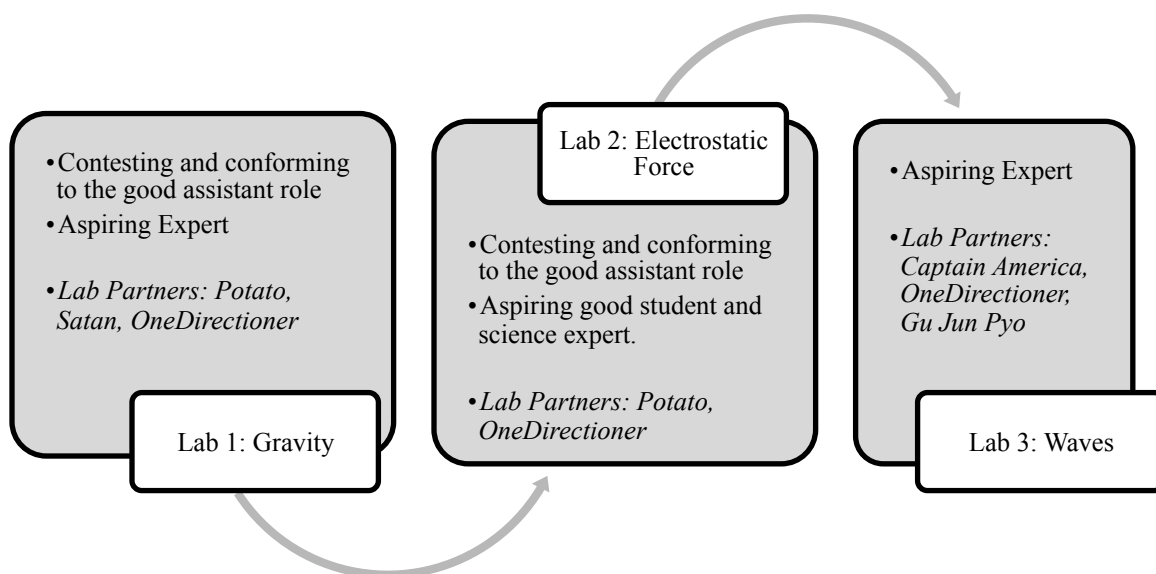 •Contesting and conforming
to the good assistant role
•Aspiring Expert
•Lab Partners: Potato,
Satan, OneDirectioner
Lab 1: Gravity
Lab 2: Electrostatic
Force
•Contesting and conforming
to the good assistant role
•Aspiring good student and
science expert.
•Lab Partners: Potato,
OneDirectioner
•Aspiring Expert
•Lab Partners:
Captain America,
OneDirectioner,
Gu Jun Pyo
Lab 3: Waves